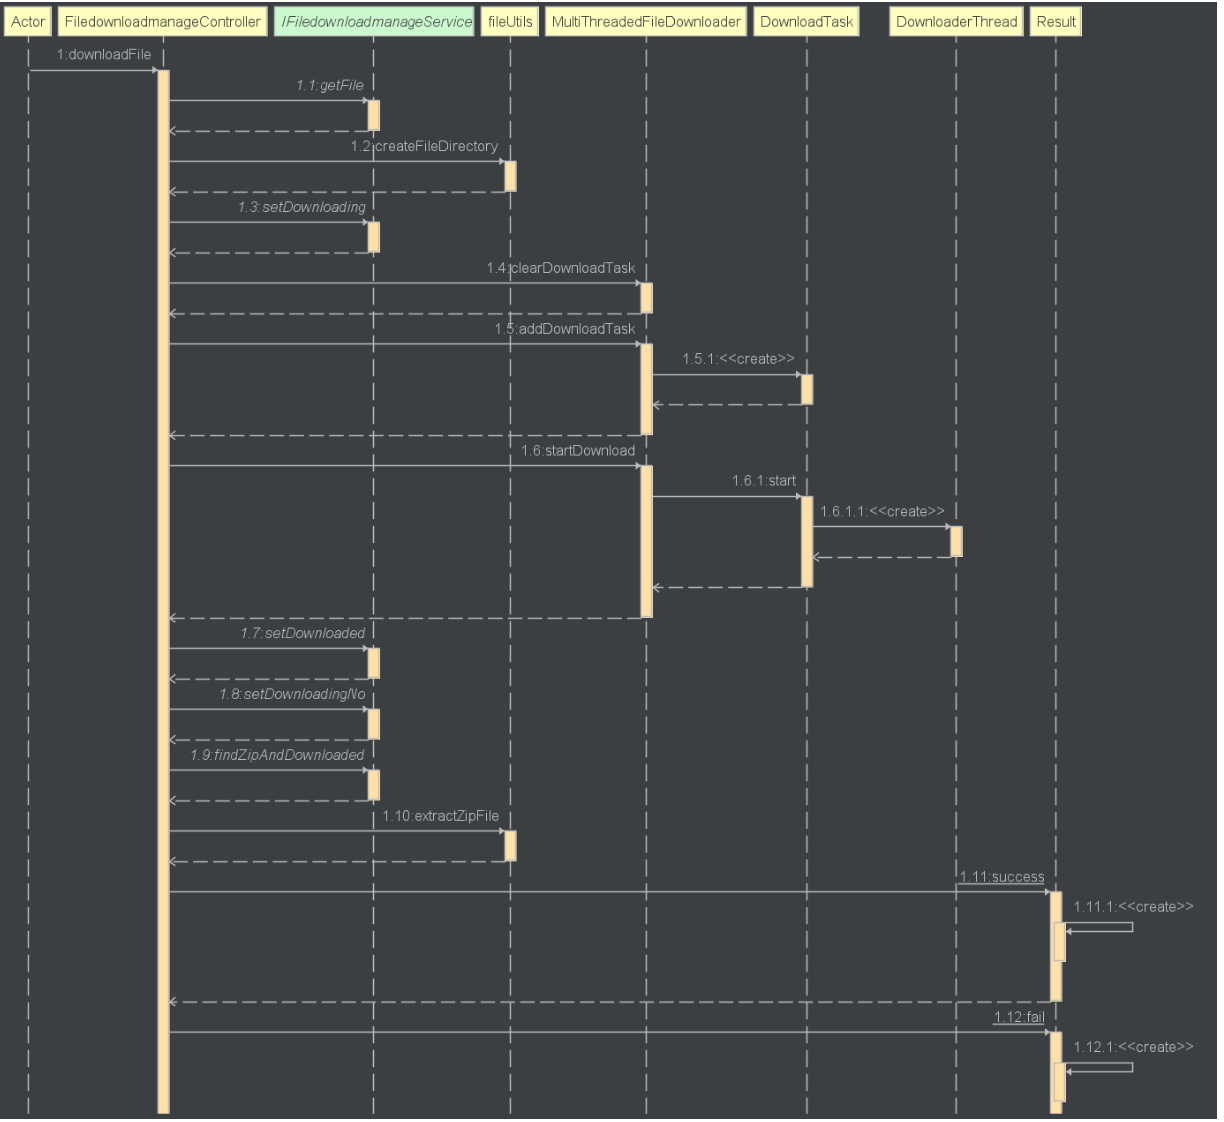 Actor
FiledownloadmanageController
IFiledownloadmanageService
fileUtils
MultiThreadedFileDownloader
DownloadTask
DownloaderThread
Result
1:downloadFile
1.1:getFile
1.2:createFileDirectory
1.3:setDownloading
1.4:clearDownloadTask
1.5:addDownloadTask
1.5.1:<<create>>
1.6:startDownload
1.6.1:start
1.6.1.1:<<create>>
1.7:setDownloaded
1.8:setDownloadingNo
1.9:findZipAndDownloaded
1.10:extractZipFile
1.11:success
1.11.1:<<create>>
1.12:fail
1.12.1:<<create>>